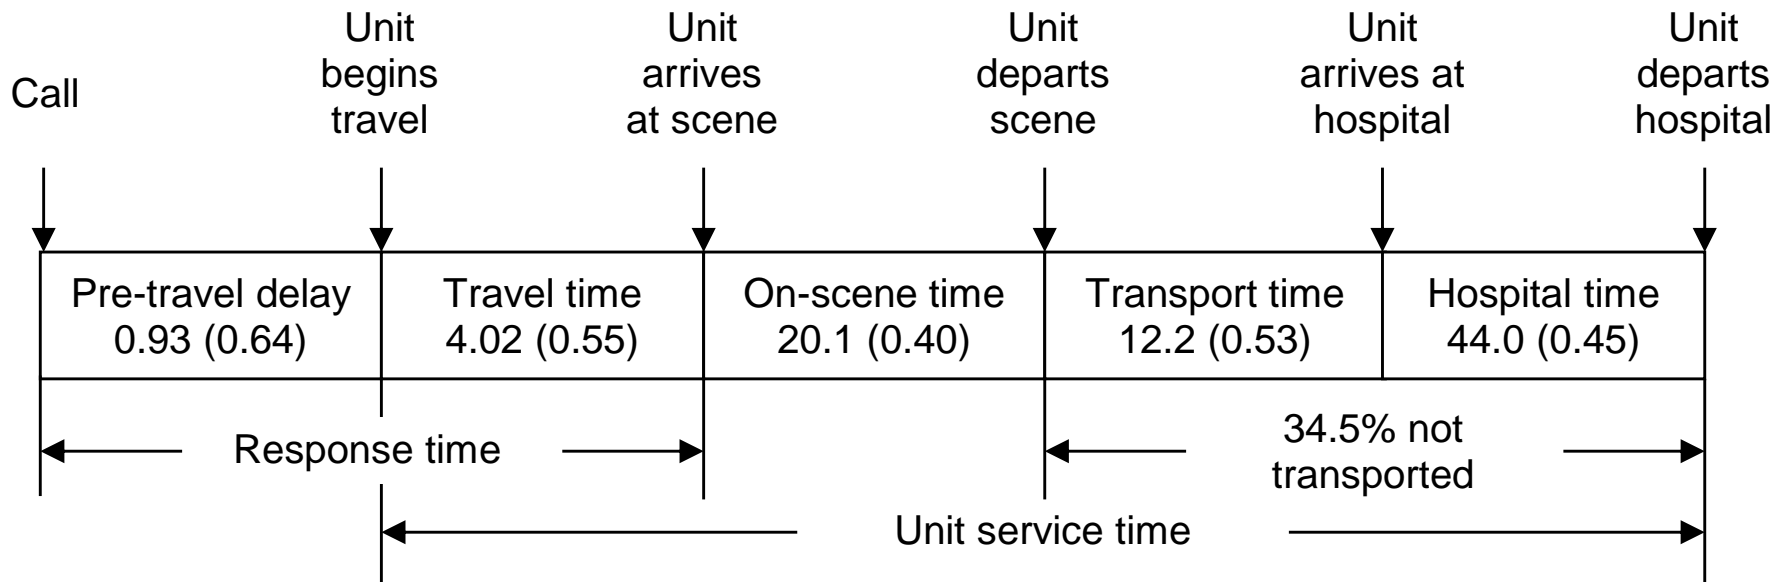 Call
Unit
begins
travel
Unit
arrives
at scene
Unit
departs
scene
Unit
arrives at
hospital
Unit
departs
hospital
Pre-travel delay
0.93 (0.64)
Travel time
4.02 (0.55)
On-scene time
20.1 (0.40)
Transport time
12.2 (0.53)
Hospital time
44.0 (0.45)
Response time
34.5% not
transported
Unit service time